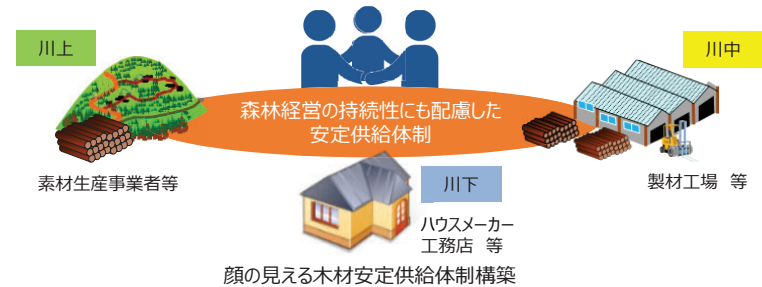 川上
川中
森林経営の持続性にも配慮した
安定供給体制
素材生産事業者等
川下
製材工場 等
ハウスメーカー
工務店 等
顔の見える木材安定供給体制構築